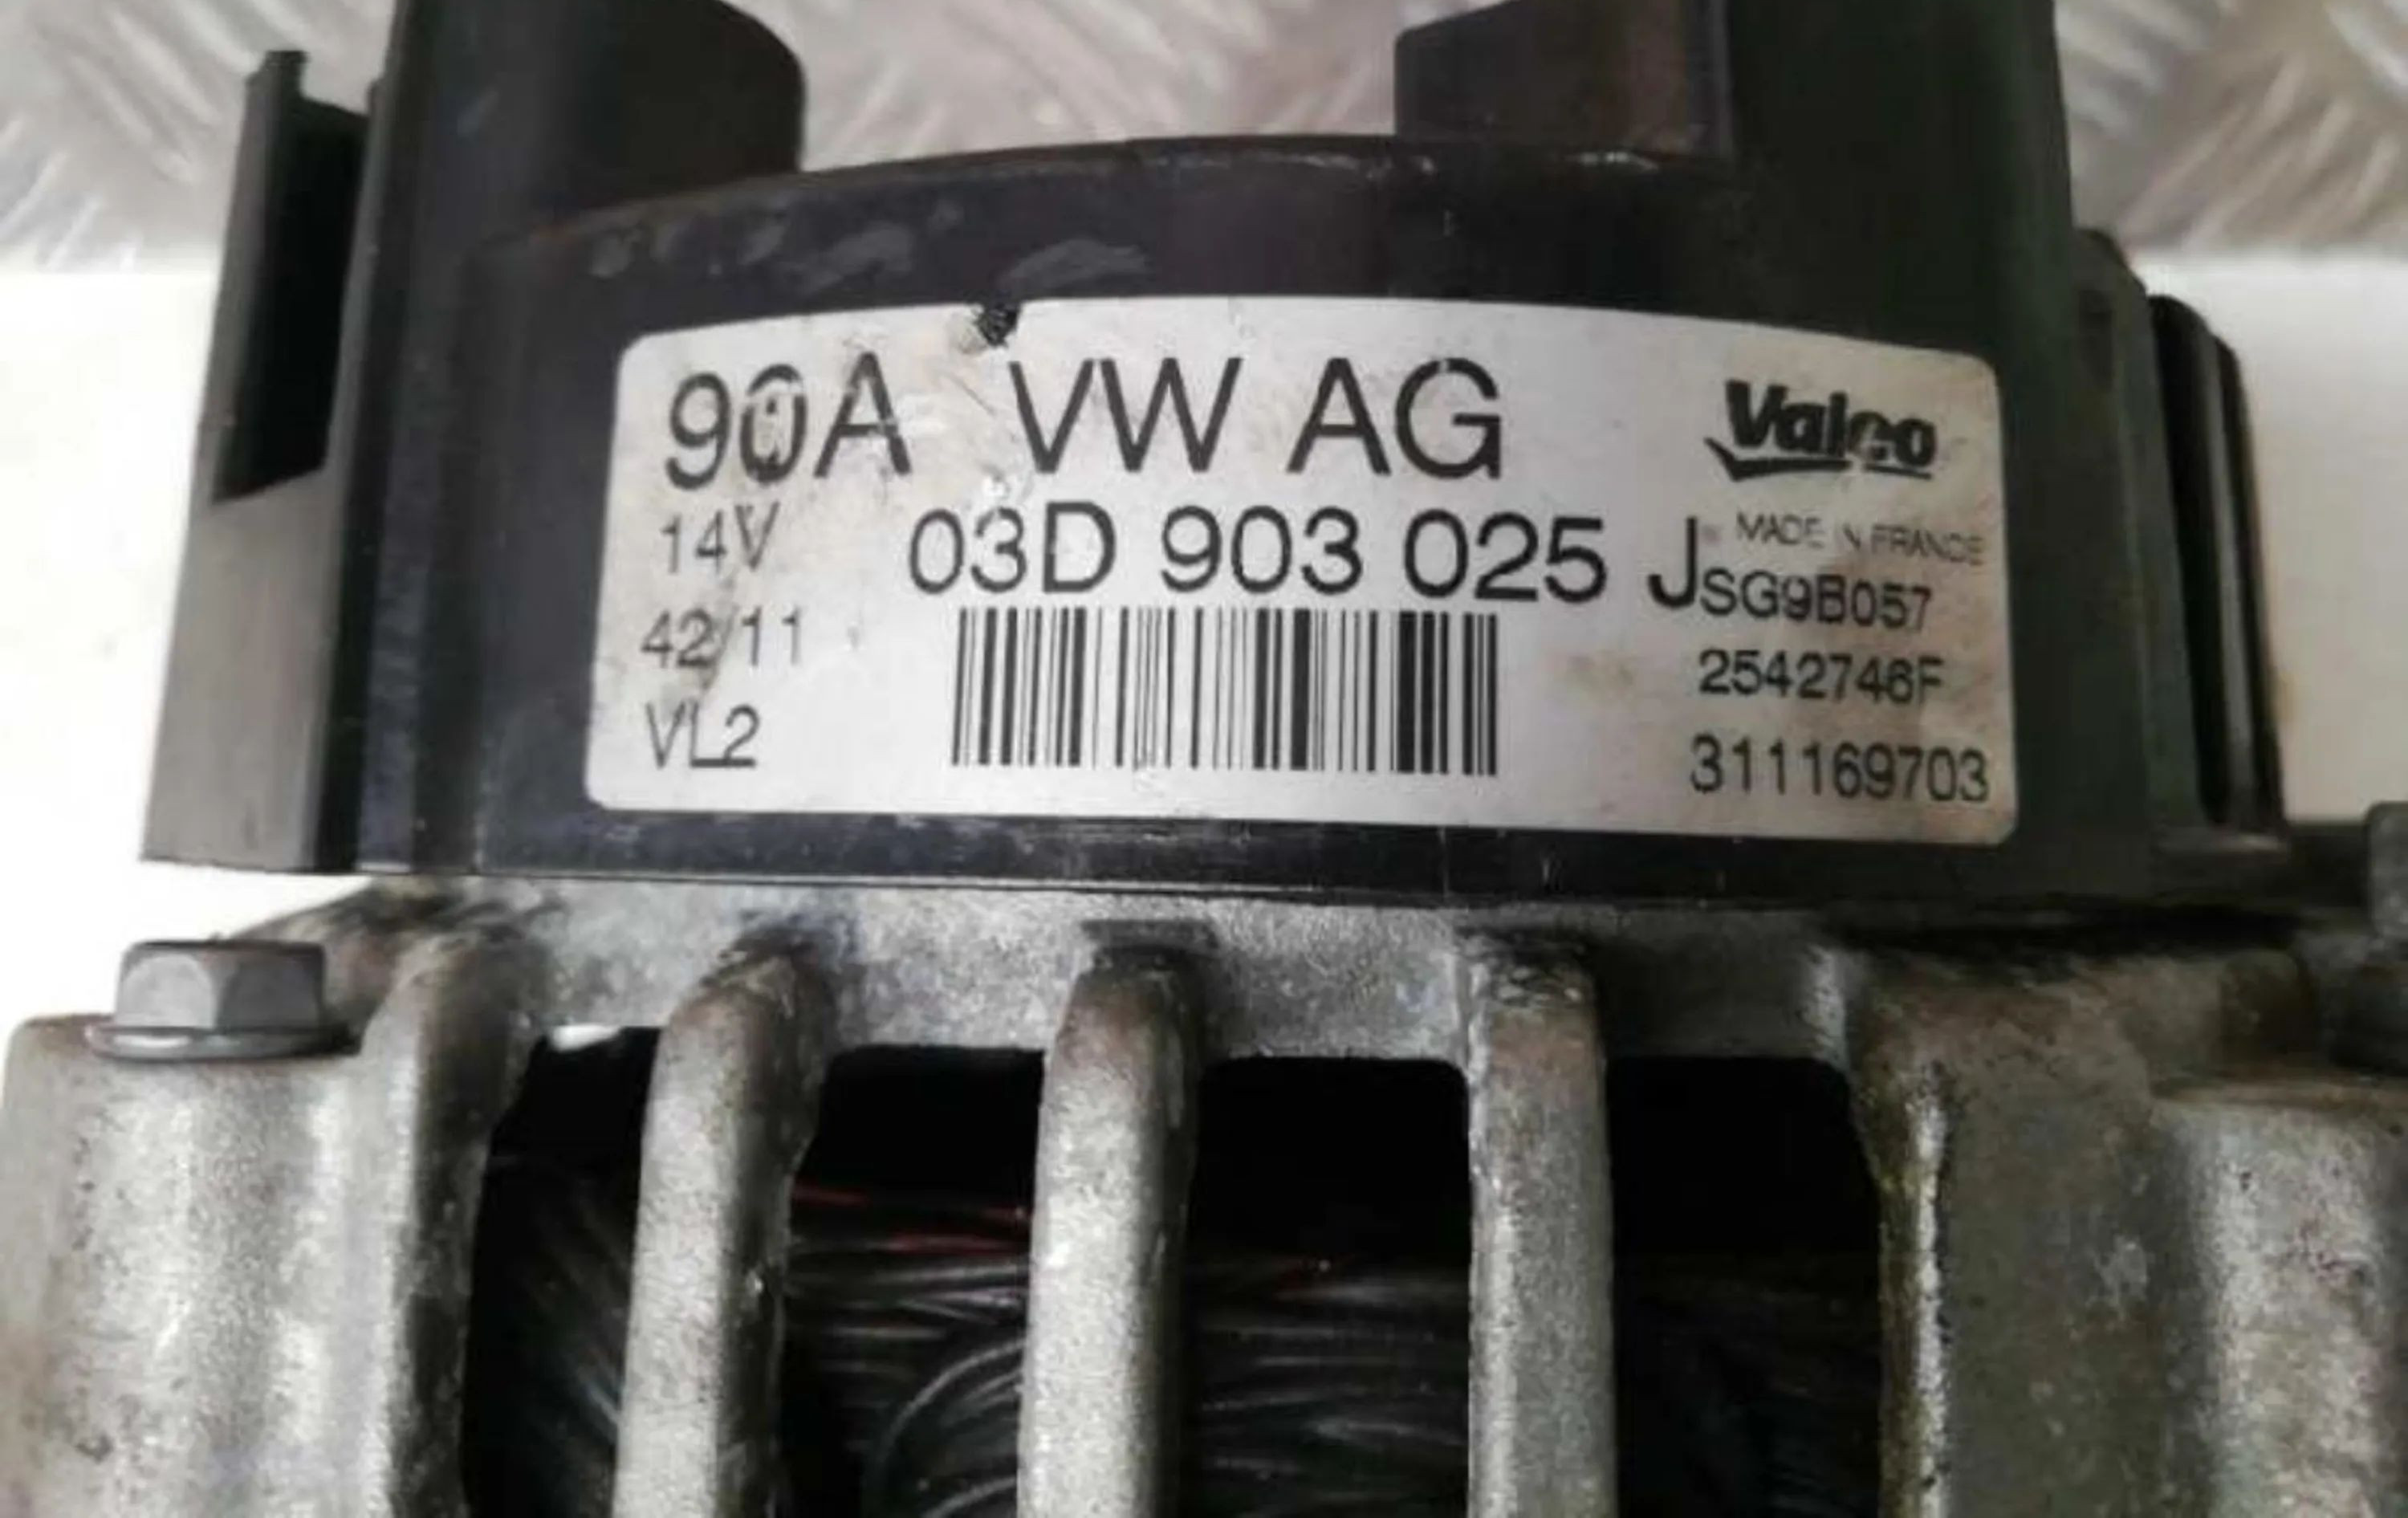 90A VW AG
Valeo
14V
03D 903 025 J
MADE IN FRANCE
SG9B057
42/11
2542746F
VL2
311169703